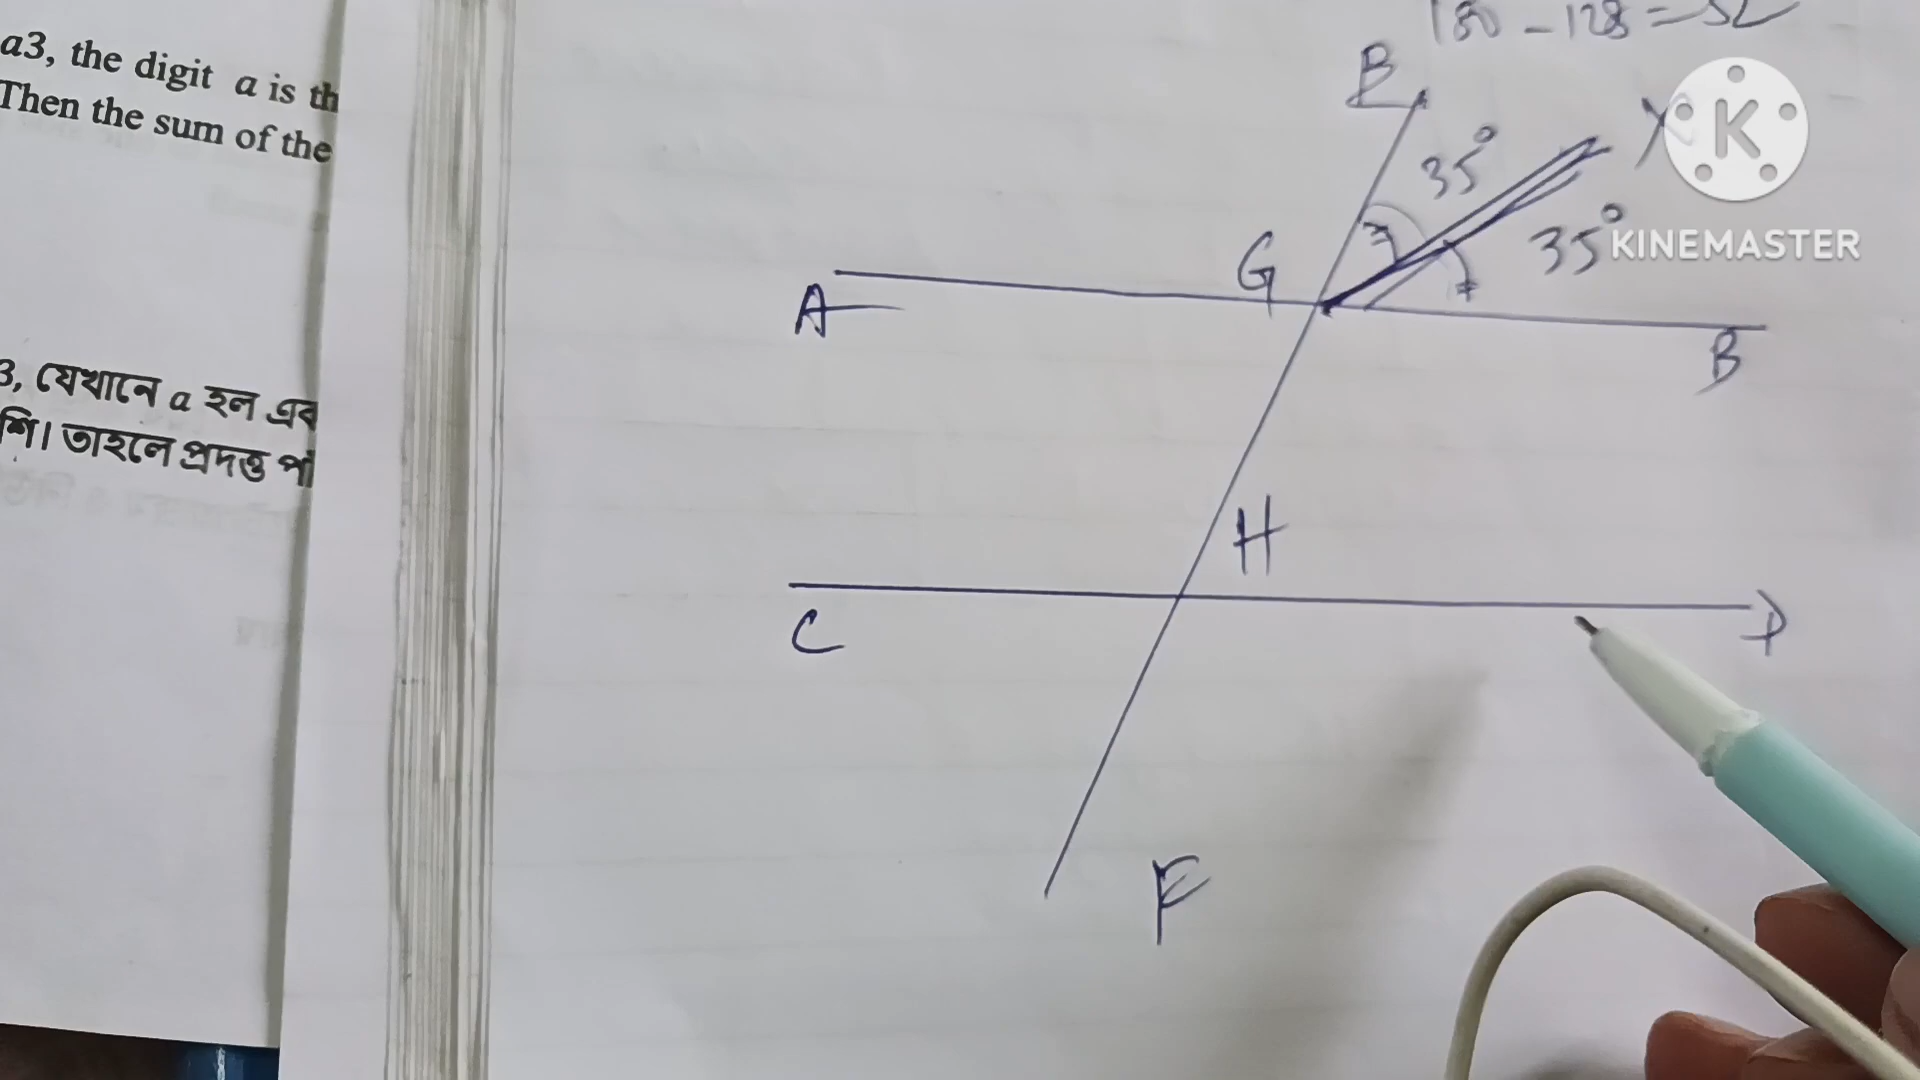 a3, the digit a is th
Then the sum of the
3, যেখানে a হল এব
শি। তাহলে প্রদত্ত পাঁ
180 - 128 = 52
E
X
35°
35°
KINEMASTER
G
A
B
H
C
D
F